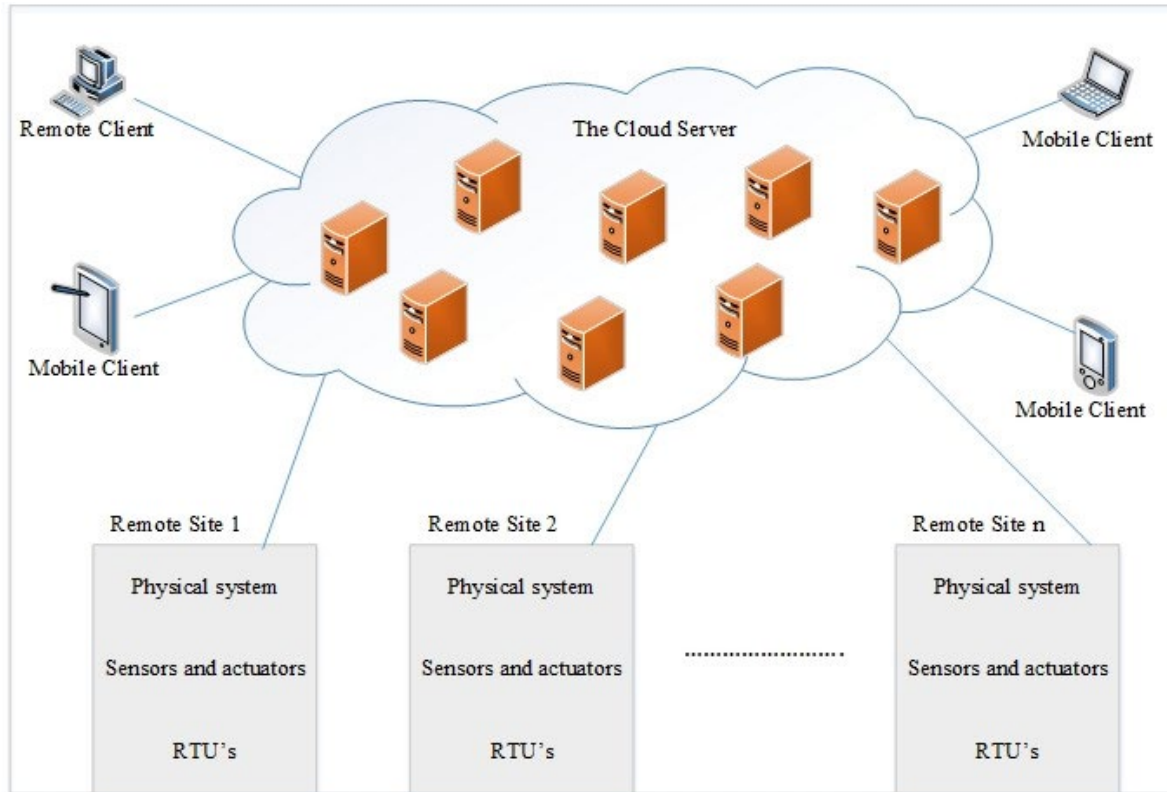 The Cloud Server
Remote Client
Mobile Client
Mobile Client
Mobile Client
Remote Site 1
Remote Site 2
Remote Site n
Physical system
Physical system
Physical system
Sensors and actuators
Sensors and actuators
Sensors and actuators
RTU’s
RTU’s
RTU’s